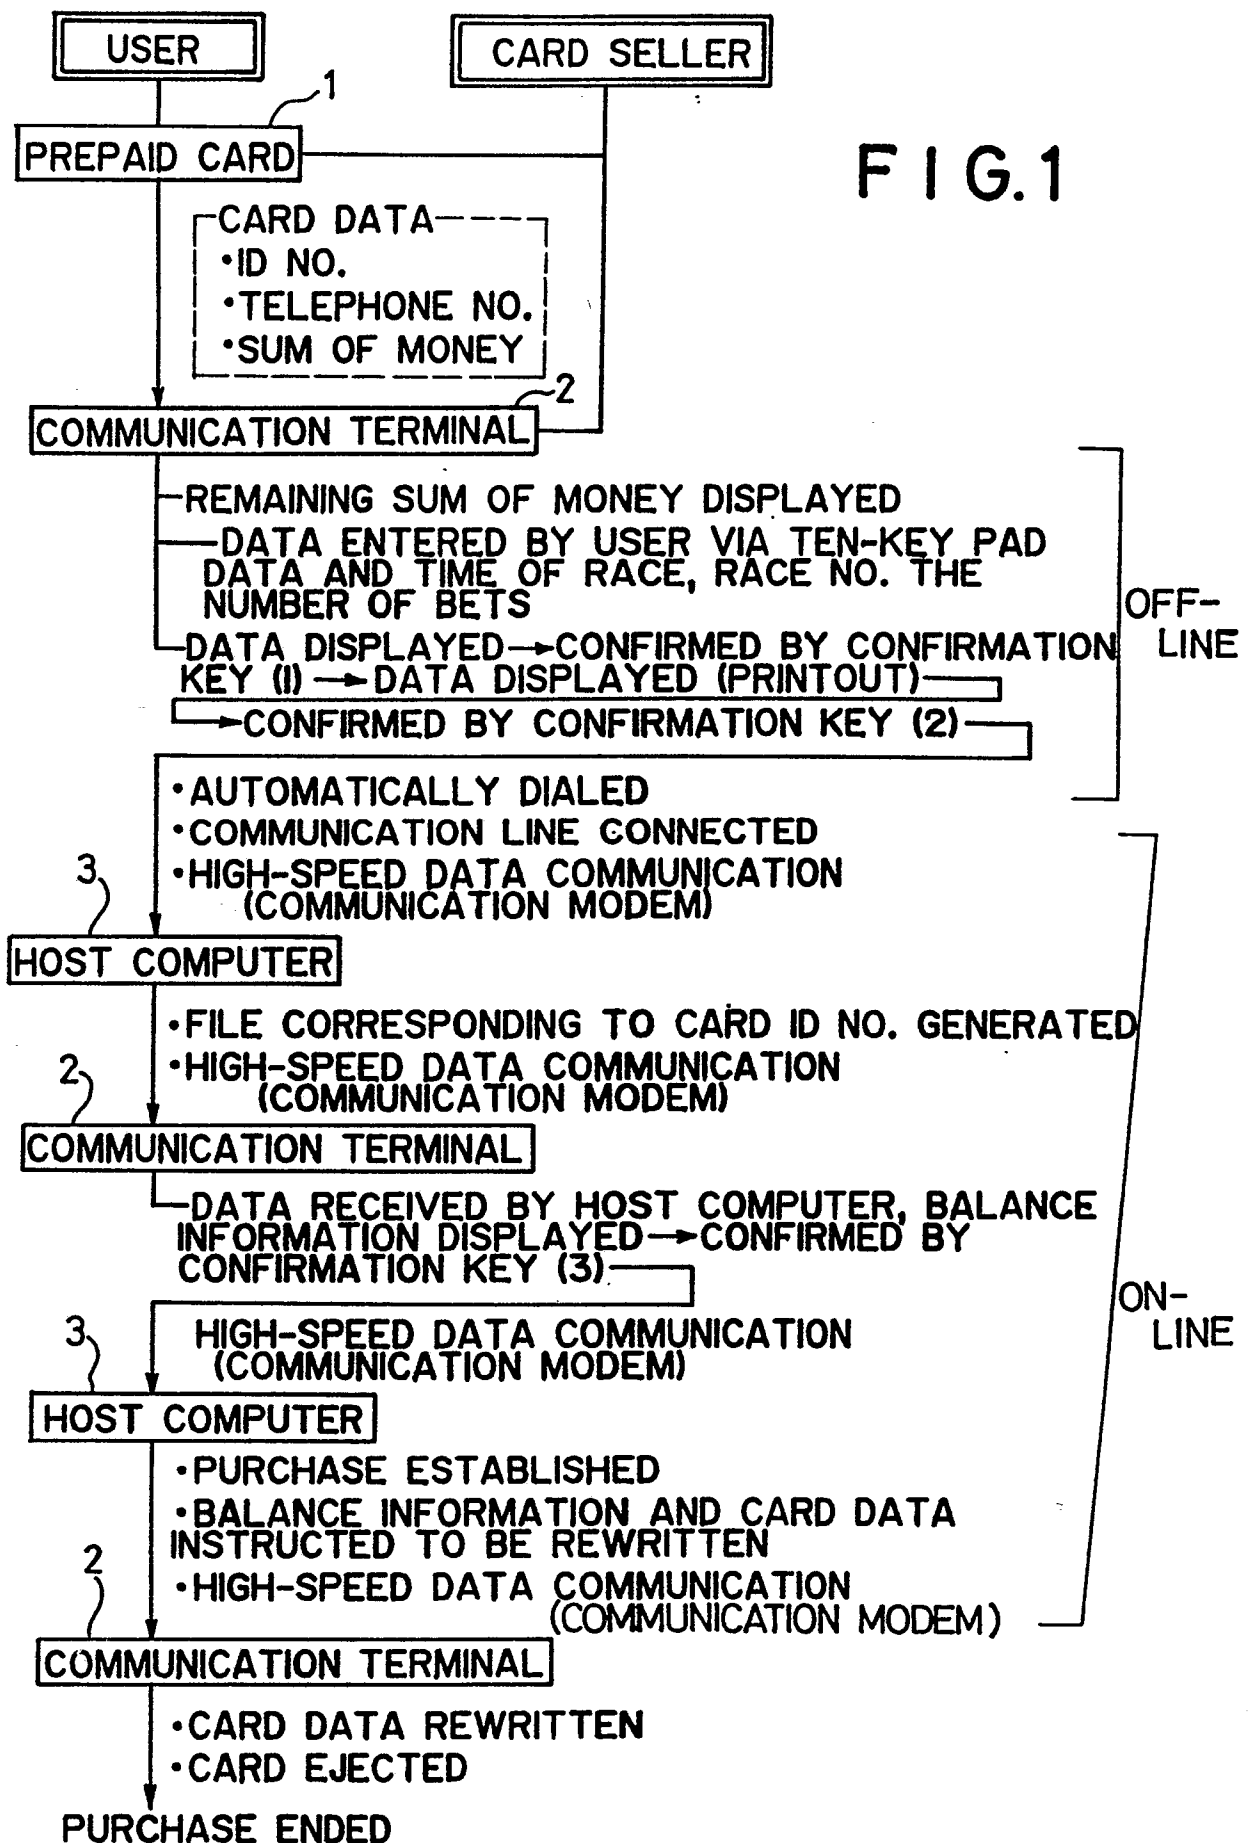 USER
CARD SELLER
1
PREPAID CARD
FIG.1
CARD DATA
•ID NO.
•TELEPHONE NO.
•SUM OF MONEY
2
COMMUNICATION TERMINAL
REMAINING SUM OF MONEY DISPLAYED
DATA ENTERED BY USER VIA TEN-KEY PAD
DATA AND TIME OF RACE, RACE NO. THE
NUMBER OF BETS
OFF-
LINE
DATA DISPLAYED→CONFIRMED BY CONFIRMATION
KEY (1)→DATA DISPLAYED (PRINTOUT)
→CONFIRMED BY CONFIRMATION KEY (2)
•AUTOMATICALLY DIALED
•COMMUNICATION LINE CONNECTED
•HIGH-SPEED DATA COMMUNICATION
(COMMUNICATION MODEM)
3
HOST COMPUTER
•FILE CORRESPONDING TO CARD ID NO. GENERATED
•HIGH-SPEED DATA COMMUNICATION
(COMMUNICATION MODEM)
2
COMMUNICATION TERMINAL
DATA RECEIVED BY HOST COMPUTER, BALANCE
INFORMATION DISPLAYED→CONFIRMED BY
CONFIRMATION KEY (3)
ON-
LINE
HIGH-SPEED DATA COMMUNICATION
(COMMUNICATION MODEM)
3
HOST COMPUTER
•PURCHASE ESTABLISHED
•BALANCE INFORMATION AND CARD DATA
INSTRUCTED TO BE REWRITTEN
•HIGH-SPEED DATA COMMUNICATION
(COMMUNICATION MODEM)
2
COMMUNICATION TERMINAL
•CARD DATA REWRITTEN
•CARD EJECTED
PURCHASE ENDED